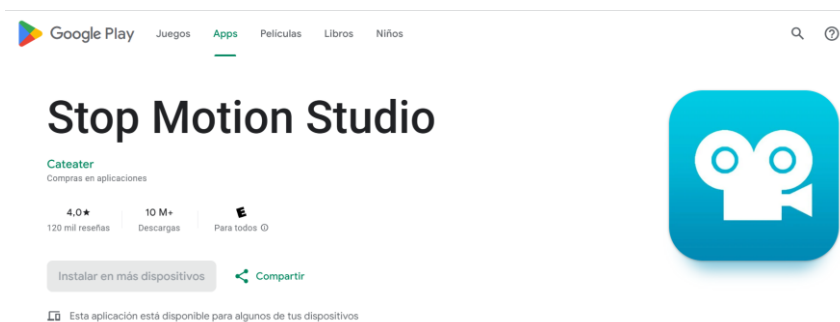 Google Play Juegos Apps Películas Libros Niños
Stop Motion Studio
Cateater
Compras en aplicaciones
4,0★ 10 M+ E
120 mil reseñas Descargas Para todos
Instalar en más dispositivos Compartir
Esta aplicación está disponible para algunos de tus dispositivos